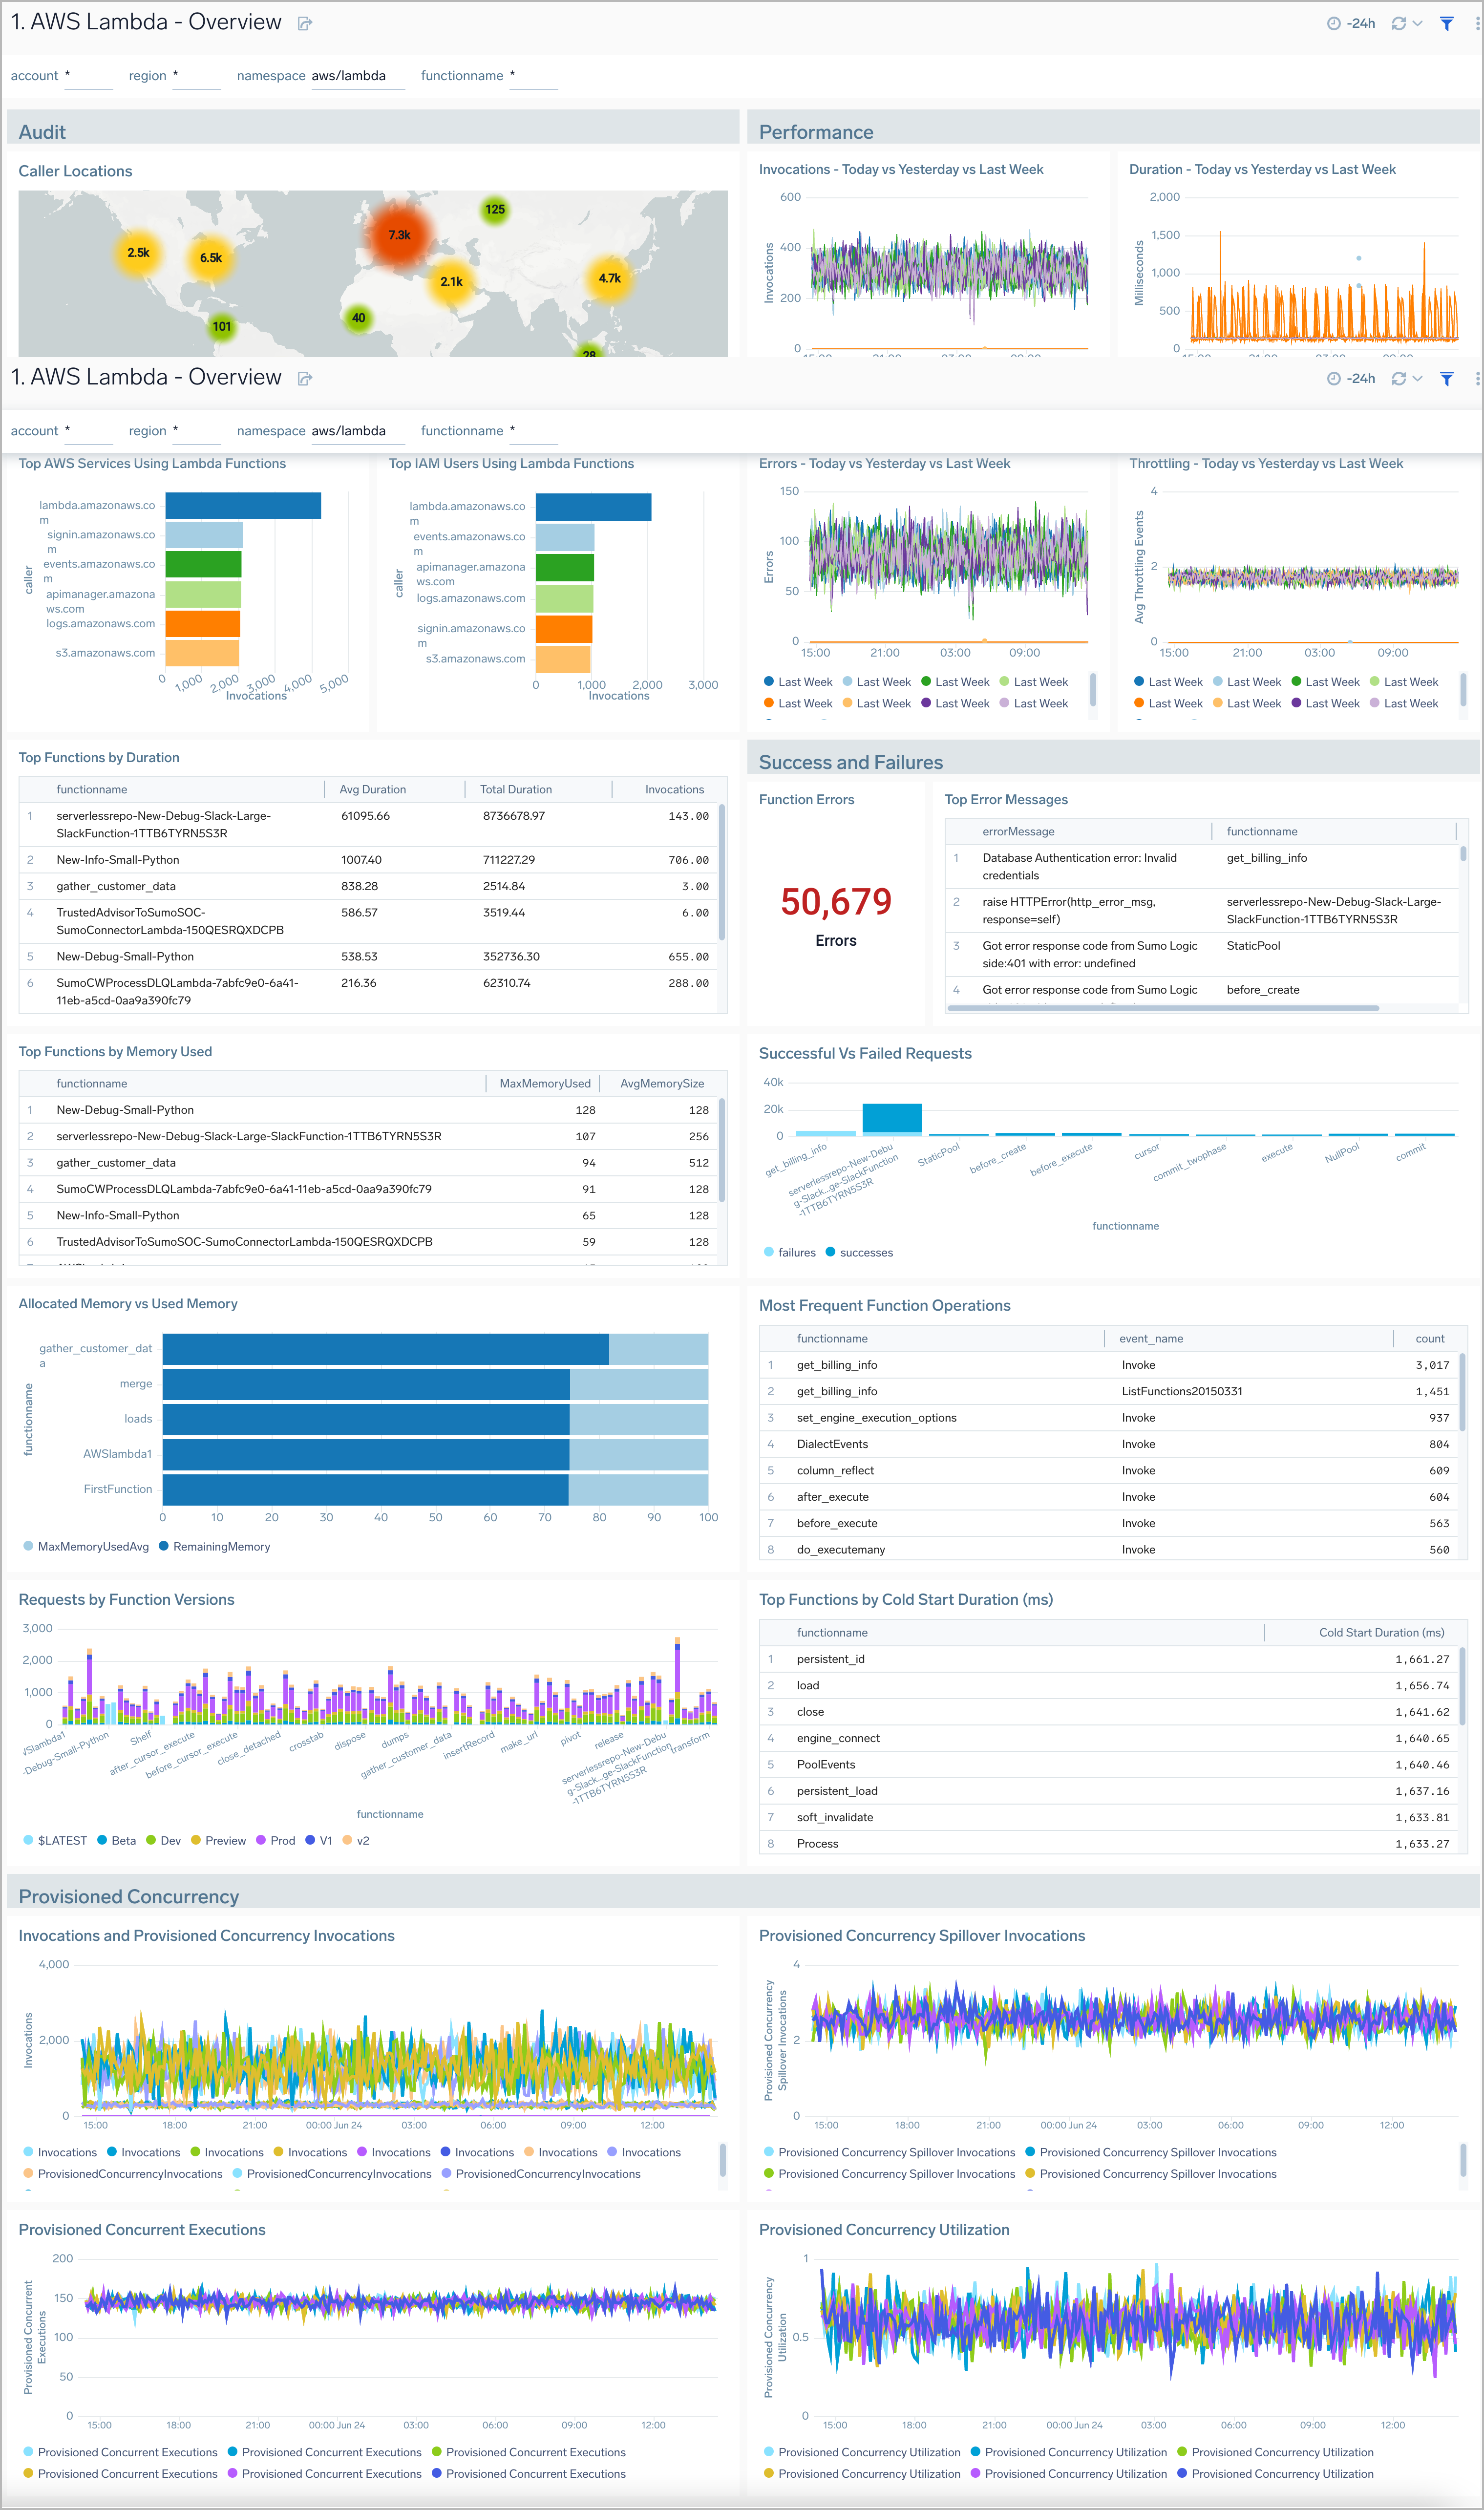 1. AWS Lambda - Overview
-24h
account *
region *
namespace aws/lambda
functionname *
Audit
Caller Locations
2.5k
6.5k
7.3k
125
2.1k
4.7k
101
40
28
Performance
Invocations - Today vs Yesterday vs Last Week
600
400
200
0
Invocations
15:00 21:00 03:00 09:00
Duration - Today vs Yesterday vs Last Week
2,000
1,500
1,000
500
0
Milliseconds
15:00 21:00 03:00 09:00
1. AWS Lambda - Overview
-24h
account *
region *
namespace aws/lambda
functionname *
Top AWS Services Using Lambda Functions
caller
lambda.amazonaws.co
m
signin.amazonaws.co
m
events.amazonaws.co
m
apimanager.amazona
ws.com
logs.amazonaws.com
s3.amazonaws.com
0 1,000 2,000 3,000 4,000 5,000
Invocations
Top IAM Users Using Lambda Functions
caller
lambda.amazonaws.co
m
events.amazonaws.co
m
apimanager.amazona
ws.com
logs.amazonaws.com
signin.amazonaws.co
m
s3.amazonaws.com
0 1,000 2,000 3,000
Invocations
Errors - Today vs Yesterday vs Last Week
150
100
50
0
Errors
15:00 21:00 03:00 09:00
Last Week Last Week Last Week Last Week
Last Week Last Week Last Week Last Week
Throttling - Today vs Yesterday vs Last Week
4
2
0
Avg Throttling Events
15:00 21:00 03:00 09:00
Last Week Last Week Last Week Last Week
Last Week Last Week Last Week Last Week
Top Functions by Duration
functionname Avg Duration Total Duration Invocations
1 serverlessrepo-New-Debug-Slack-Large- 61095.66 8736678.97 143.00
SlackFunction-1TTB6TYRN5S3R
2 New-Info-Small-Python 1007.40 711227.29 706.00
3 gather_customer_data 838.28 2514.84 3.00
4 TrustedAdvisorToSumoSOC- 586.57 3519.44 6.00
SumoConnectorLambda-150QESRQXDCPB
5 New-Debug-Small-Python 538.53 352736.30 655.00
6 SumoCWProcessDLQLambda-7abfc9e0-6a41- 216.36 62310.74 288.00
11eb-a5cd-0aa9a390fc79
Success and Failures
Function Errors
50,679
Errors
Top Error Messages
errorMessage functionname
1 Database Authentication error: Invalid get_billing_info
credentials
2 raise HTTPError(http_error_msg, serverlessrepo-New-Debug-Slack-Large-
response=self) SlackFunction-1TTB6TYRN5S3R
3 Got error response code from Sumo Logic StaticPool
side:401 with error: undefined
4 Got error response code from Sumo Logic before_create
Top Functions by Memory Used
functionname MaxMemoryUsed AvgMemorySize
1 New-Debug-Small-Python 128 128
2 serverlessrepo-New-Debug-Slack-Large-SlackFunction-1TTB6TYRN5S3R 107 256
3 gather_customer_data 94 512
4 SumoCWProcessDLQLambda-7abfc9e0-6a41-11eb-a5cd-0aa9a390fc79 91 128
5 New-Info-Small-Python 65 128
6 TrustedAdvisorToSumoSOC-SumoConnectorLambda-150QESRQXDCPB 59 128
Successful Vs Failed Requests
40k
20k
0
get_billing_info
serverlessrepo-New-Debu
g-Slack...ge-SlackFunction
-1TTB6TYRN5S3R
StaticPool
before_create
before_execute
cursor
commit_twophase
execute
NullPool
commit
functionname
failures successes
Allocated Memory vs Used Memory
functionname
gather_customer_dat
a
merge
loads
AWSlambda1
FirstFunction
0 10 20 30 40 50 60 70 80 90 100
MaxMemoryUsedAvg RemainingMemory
Most Frequent Function Operations
functionname event_name count
1 get_billing_info Invoke 3,017
2 get_billing_info ListFunctions20150331 1,451
3 set_engine_execution_options Invoke 937
4 DialectEvents Invoke 804
5 column_reflect Invoke 609
6 after_execute Invoke 604
7 before_execute Invoke 563
8 do_executemany Invoke 560
Requests by Function Versions
3,000
2,000
1,000
0
-Debug-Small-Python
Shelf
after_cursor_execute
before_cursor_execute
close_detached
crosstab
dispose
dumps
gather_customer_data
insertRecord
make_url
pivot
release
serverlessrepo-New-Debu
g-Slack...ge-SlackFunction
-1TTB6TYRN5S3R
transform
functionname
$LATEST Beta Dev Preview Prod V1 v2
Top Functions by Cold Start Duration (ms)
functionname Cold Start Duration (ms)
1 persistent_id 1,661.27
2 load 1,656.74
3 close 1,641.62
4 engine_connect 1,640.65
5 PoolEvents 1,640.46
6 persistent_load 1,637.16
7 soft_invalidate 1,633.81
8 Process 1,633.27
Provisioned Concurrency
Invocations and Provisioned Concurrency Invocations
4,000
2,000
0
Invocations
15:00 18:00 21:00 00:00 Jun 24 03:00 06:00 09:00 12:00
Invocations Invocations Invocations Invocations Invocations Invocations Invocations Invocations
ProvisionedConcurrencyInvocations ProvisionedConcurrencyInvocations ProvisionedConcurrencyInvocations
Provisioned Concurrency Spillover Invocations
4
2
0
Provisioned Concurrency
Spillover Invocations
15:00 18:00 21:00 00:00 Jun 24 03:00 06:00 09:00 12:00
Provisioned Concurrency Spillover Invocations Provisioned Concurrency Spillover Invocations
Provisioned Concurrency Spillover Invocations Provisioned Concurrency Spillover Invocations
Provisioned Concurrent Executions
200
150
100
50
0
Provisioned Concurrent
Executions
15:00 18:00 21:00 00:00 Jun 24 03:00 06:00 09:00 12:00
Provisioned Concurrent Executions Provisioned Concurrent Executions Provisioned Concurrent Executions
Provisioned Concurrent Executions Provisioned Concurrent Executions Provisioned Concurrent Executions
Provisioned Concurrency Utilization
1
0.5
0
Provisioned Concurrency
Utilization
15:00 18:00 21:00 00:00 Jun 24 03:00 06:00 09:00 12:00
Provisioned Concurrency Utilization Provisioned Concurrency Utilization Provisioned Concurrency Utilization
Provisioned Concurrency Utilization Provisioned Concurrency Utilization Provisioned Concurrency Utilization